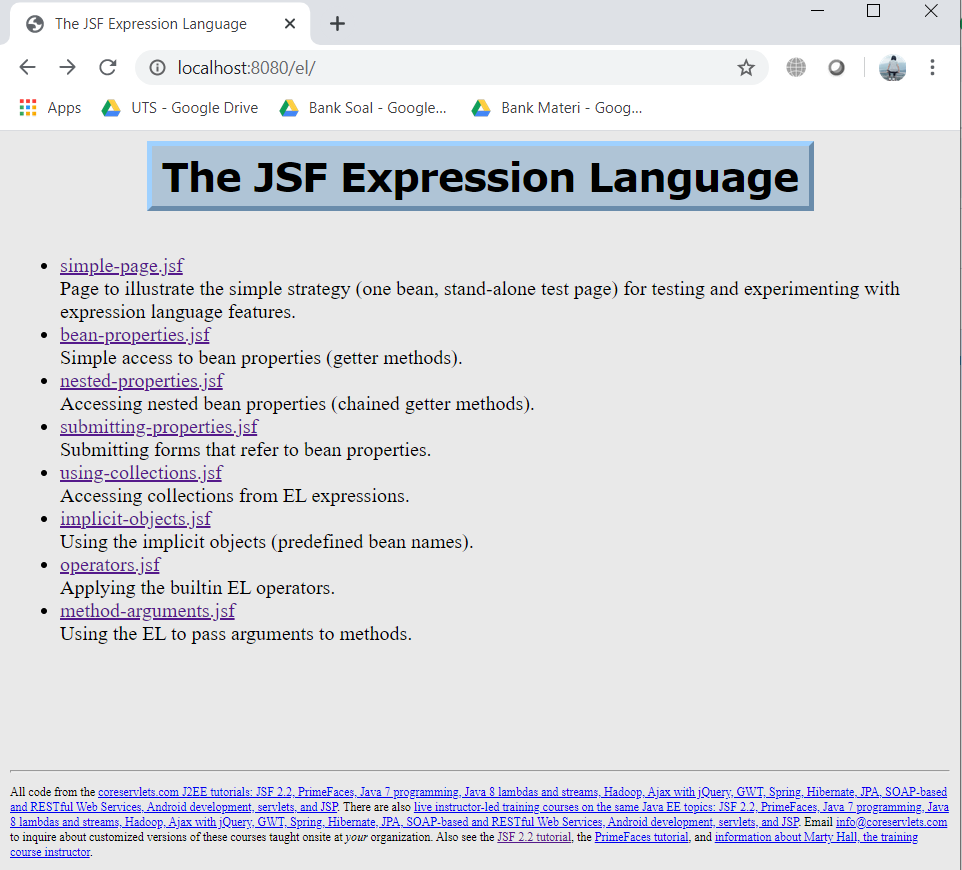 The JSF Expression Language
localhost:8080/el/
Apps UTS - Google Drive Bank Soal - Google... Bank Materi - Goog...
The JSF Expression Language
simple-page.jsf
Page to illustrate the simple strategy (one bean, stand-alone test page) for testing and experimenting with
expression language features.
bean-properties.jsf
Simple access to bean properties (getter methods).
nested-properties.jsf
Accessing nested bean properties (chained getter methods).
submitting-properties.jsf
Submitting forms that refer to bean properties.
using-collections.jsf
Accessing collections from EL expressions.
implicit-objects.jsf
Using the implicit objects (predefined bean names).
operators.jsf
Applying the builtin EL operators.
method-arguments.jsf
Using the EL to pass arguments to methods.
All code from the coreservlets.com J2EE tutorials: JSF 2.2, PrimeFaces, Java 7 programming, Java 8 lambdas and streams, Hadoop, Ajax with jQuery, GWT, Spring, Hibernate, JPA, SOAP-based
and RESTful Web Services, Android development, servlets, and JSP. There are also live instructor-led training courses on the same Java EE topics: JSF 2.2, PrimeFaces, Java 7 programming, Java
8 lambdas and streams, Hadoop, Ajax with jQuery, GWT, Spring, Hibernate, JPA, SOAP-based and RESTful Web Services, Android development, servlets, and JSP. Email info@coreservlets.com
to inquire about customized versions of these courses taught onsite at your organization. Also see the JSF 2.2 tutorial, the PrimeFaces tutorial, and information about Marty Hall, the training
course instructor.